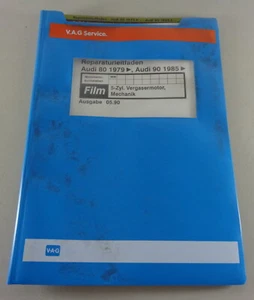 V.A.G Service.
Reparaturleitfaden
Audi 80 1979 ▶, Audi 90 1985 ▶
Film
5-Zyl. Vergasermotor,
Mechanik
Ausgabe 05.90
V·A·G